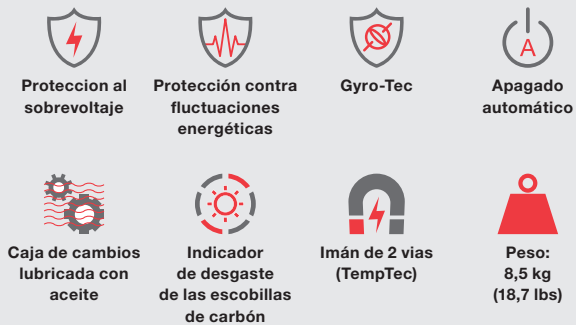 A
Proteccion al
sobrevoltaje
Protección contra
fluctuaciones
energéticas
Gyro-Tec
Apagado
automático
Caja de cambios
lubricada con
aceite
Indicador
de desgaste
de las escobillas
de carbón
Imán de 2 vias
(TempTec)
Peso:
8,5 kg
(18,7 lbs)